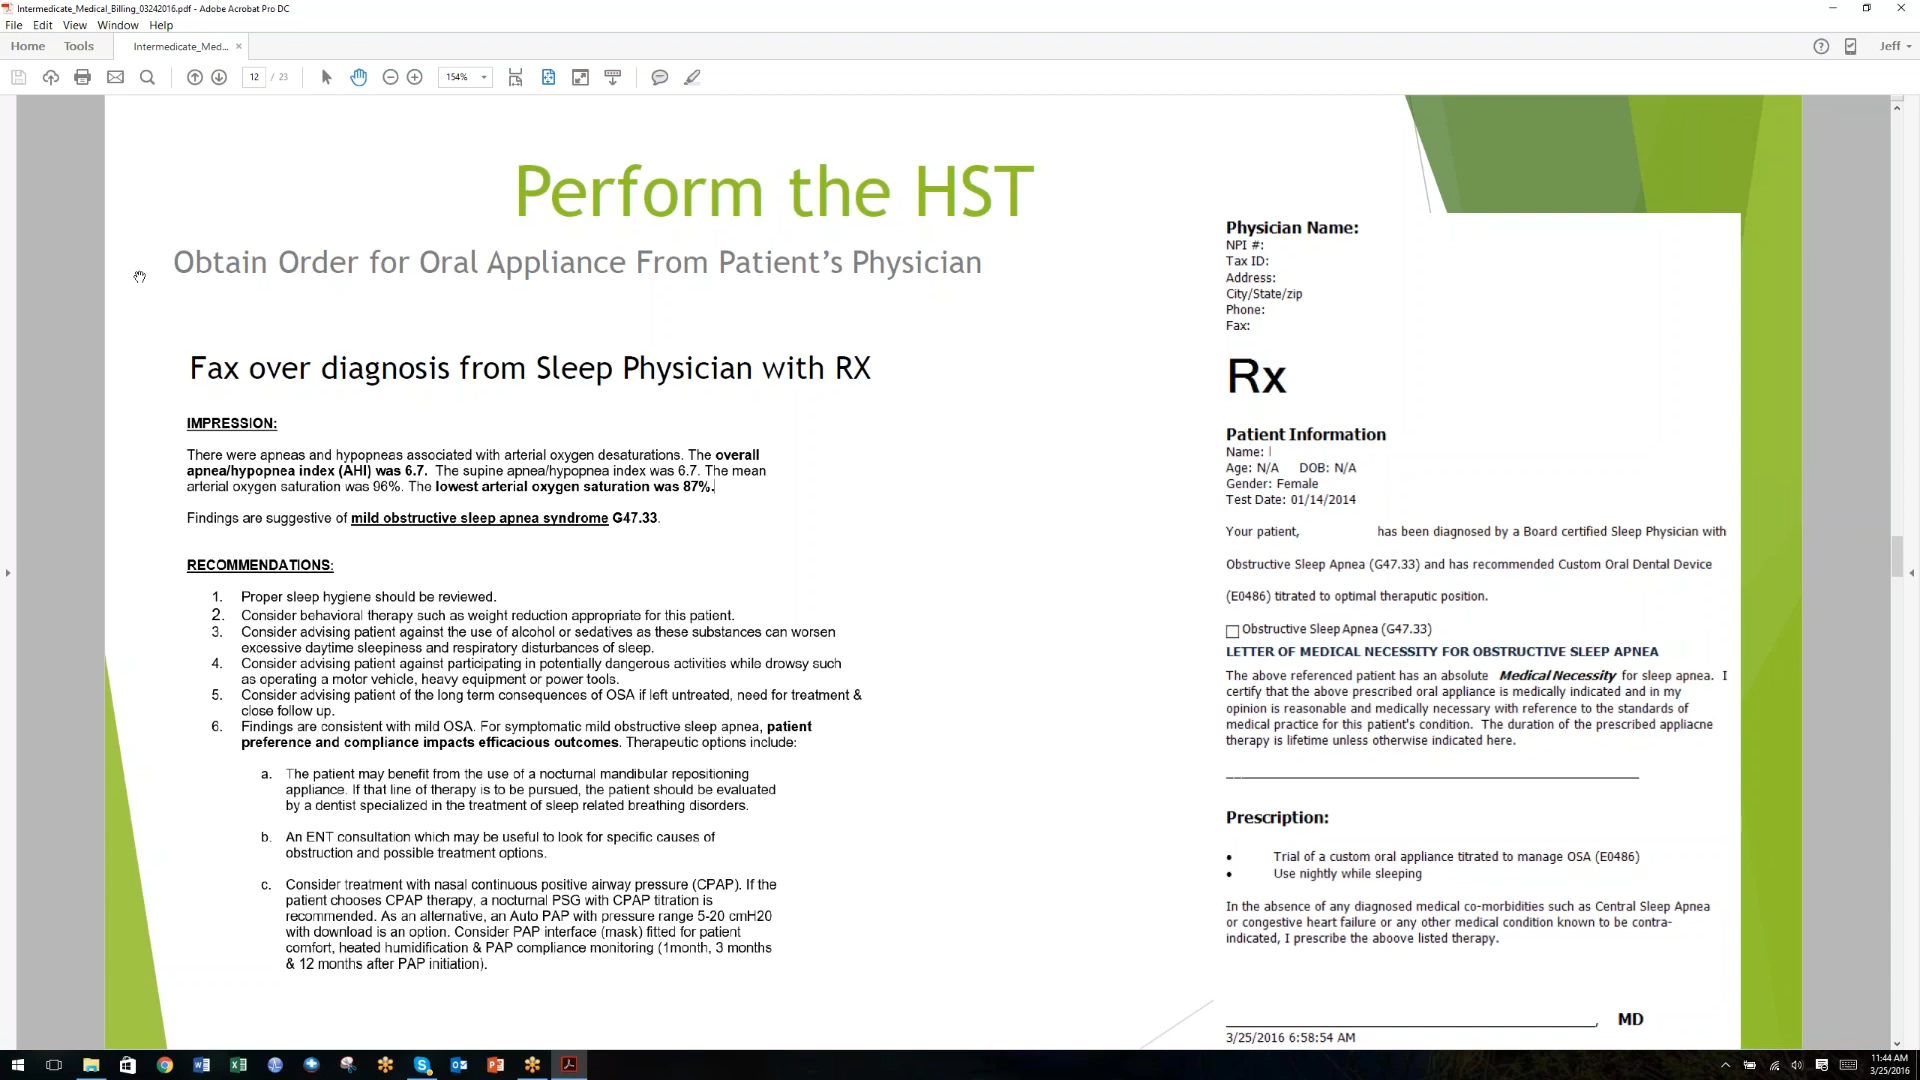 Intermedicate_Medical_Billing_03242016.pdf - Adobe Acrobat Pro DC
File Edit View Window Help
Home Tools Intermedicate_Med... × Jeff
12 / 23 154%
Perform the HST
Obtain Order for Oral Appliance From Patient’s Physician
Fax over diagnosis from Sleep Physician with RX
IMPRESSION:
There were apneas and hypopneas associated with arterial oxygen desaturations. The overall
apnea/hypopnea index (AHI) was 6.7. The supine apnea/hypopnea index was 6.7. The mean
arterial oxygen saturation was 96%. The lowest arterial oxygen saturation was 87%.
Findings are suggestive of mild obstructive sleep apnea syndrome G47.33.
RECOMMENDATIONS:
1. Proper sleep hygiene should be reviewed.
2. Consider behavioral therapy such as weight reduction appropriate for this patient.
3. Consider advising patient against the use of alcohol or sedatives as these substances can worsen
excessive daytime sleepiness and respiratory disturbances of sleep.
4. Consider advising patient against participating in potentially dangerous activities while drowsy such
as operating a motor vehicle, heavy equipment or power tools.
5. Consider advising patient of the long term consequences of OSA if left untreated, need for treatment &
close follow up.
6. Findings are consistent with mild OSA. For symptomatic mild obstructive sleep apnea, patient
preference and compliance impacts efficacious outcomes. Therapeutic options include:
a. The patient may benefit from the use of a nocturnal mandibular repositioning
appliance. If that line of therapy is to be pursued, the patient should be evaluated
by a dentist specialized in the treatment of sleep related breathing disorders.
b. An ENT consultation which may be useful to look for specific causes of
obstruction and possible treatment options.
c. Consider treatment with nasal continuous positive airway pressure (CPAP). If the
patient chooses CPAP therapy, a nocturnal PSG with CPAP titration is
recommended. As an alternative, an Auto PAP with pressure range 5-20 cmH20
with download is an option. Consider PAP interface (mask) fitted for patient
comfort, heated humidification & PAP compliance monitoring (1month, 3 months
& 12 months after PAP initiation).
Physician Name:
NPI #:
Tax ID:
Address:
City/State/zip
Phone:
Fax:
Rx
Patient Information
Name:
Age: N/A DOB: N/A
Gender: Female
Test Date: 01/14/2014
Your patient, has been diagnosed by a Board certified Sleep Physician with
Obstructive Sleep Apnea (G47.33) and has recommended Custom Oral Dental Device
(E0486) titrated to optimal theraputic position.
Obstructive Sleep Apnea (G47.33)
LETTER OF MEDICAL NECESSITY FOR OBSTRUCTIVE SLEEP APNEA
The above referenced patient has an absolute Medical Necessity for sleep apnea. I
certify that the above prescribed oral appliance is medically indicated and in my
opinion is reasonable and medically necessary with reference to the standards of
medical practice for this patient's condition. The duration of the prescribed appliacne
therapy is lifetime unless otherwise indicated here.
Prescription:
• Trial of a custom oral appliance titrated to manage OSA (E0486)
• Use nightly while sleeping
In the absence of any diagnosed medical co-morbidities such as Central Sleep Apnea
or congestive heart failure or any other medical condition known to be contra-
indicated, I prescribe the aboove listed therapy.
, MD
3/25/2016 6:58:54 AM
11:44 AM
3/25/2016